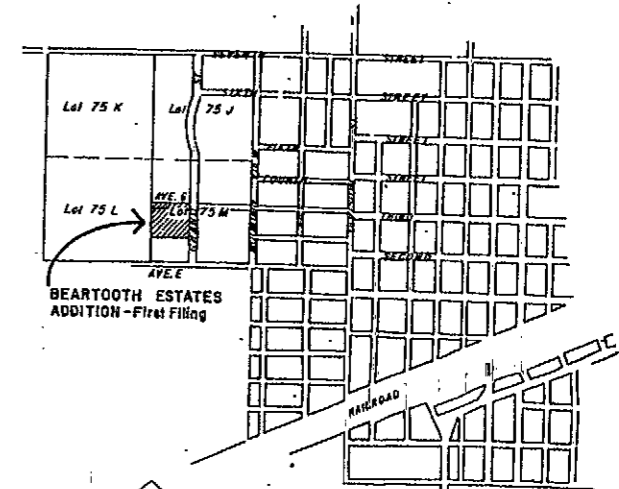 SEVENTH STREET
SIXTH STREET
Lot 75 K
Lot 75 J
FIFTH STREET
FOURTH STREET
AVE. G
Lot 75 L
Lot 75 M
THIRD
SECOND
AVE. E
BEARTOOTH ESTATES
ADDITION-First Filing
RAILROAD